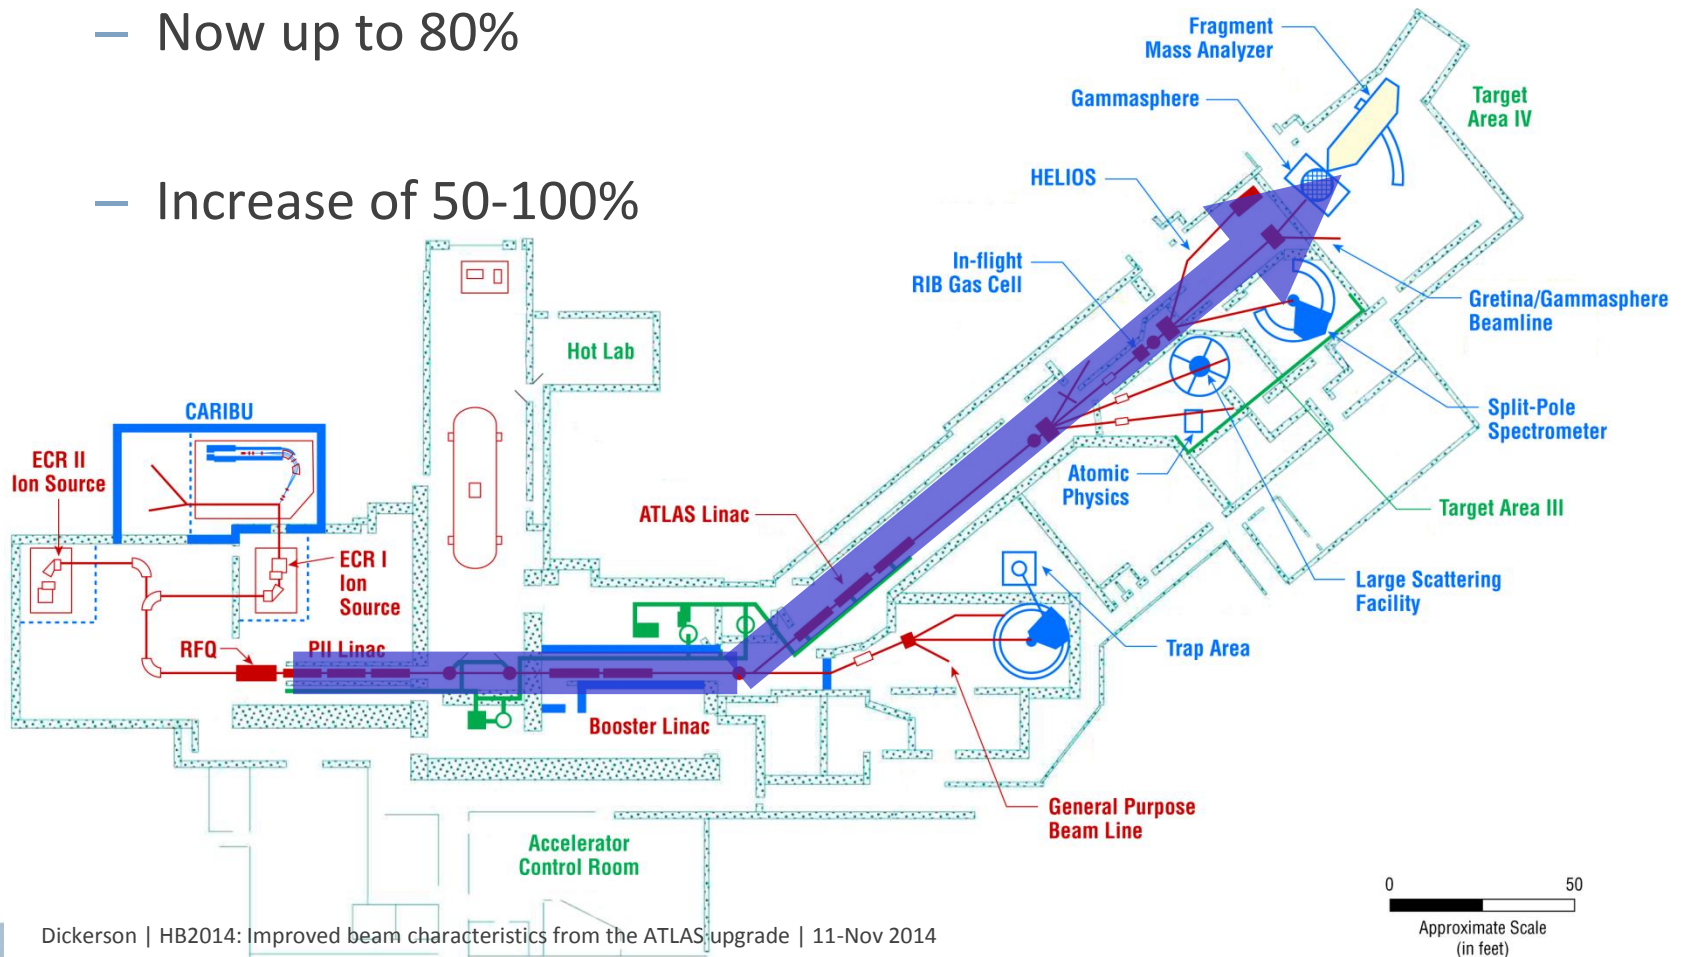 – Now up to 80%
– Increase of 50-100%
Fragment
Mass Analyzer
Gammasphere
Target
Area IV
HELIOS
In-flight
RIB Gas Cell
Gretina/Gammasphere
Beamline
Hot Lab
CARIBU
Split-Pole
Spectrometer
ECR II
Ion Source
Atomic
Physics
ATLAS Linac
Target Area III
ECR I
Ion
Source
Large Scattering
Facility
RFQ
PII Linac
Trap Area
Booster Linac
General Purpose
Beam Line
Accelerator
Control Room
0 50
Approximate Scale
(in feet)
Dickerson | HB2014: Improved beam characteristics from the ATLAS upgrade | 11-Nov 2014